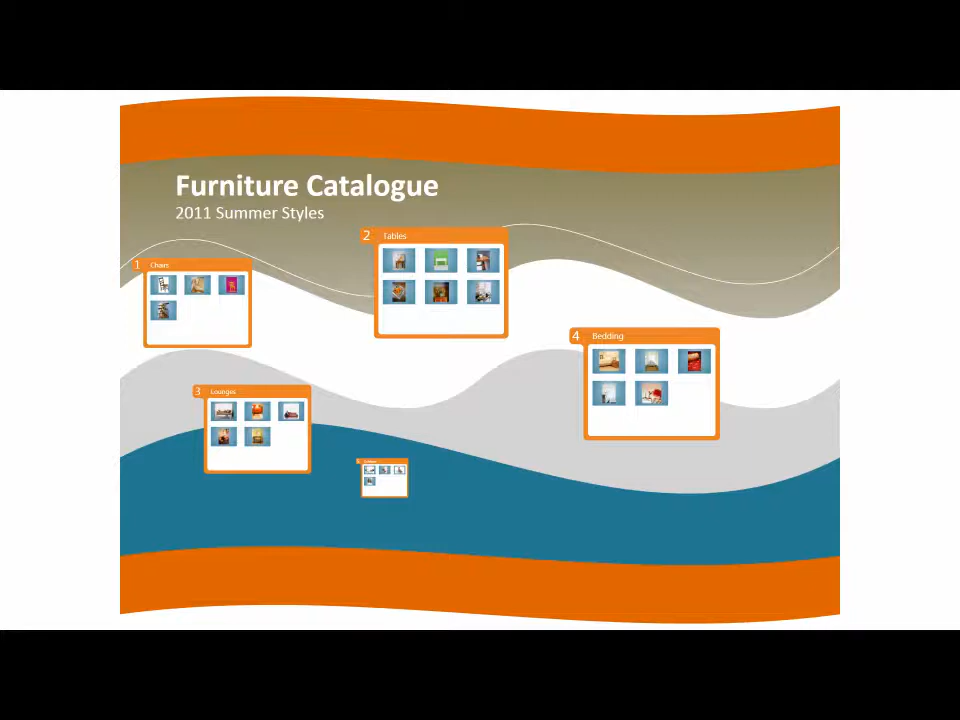 Furniture Catalogue
2011 Summer Styles
2 Tables
1 Chairs
4 Bedding
3 Lounges